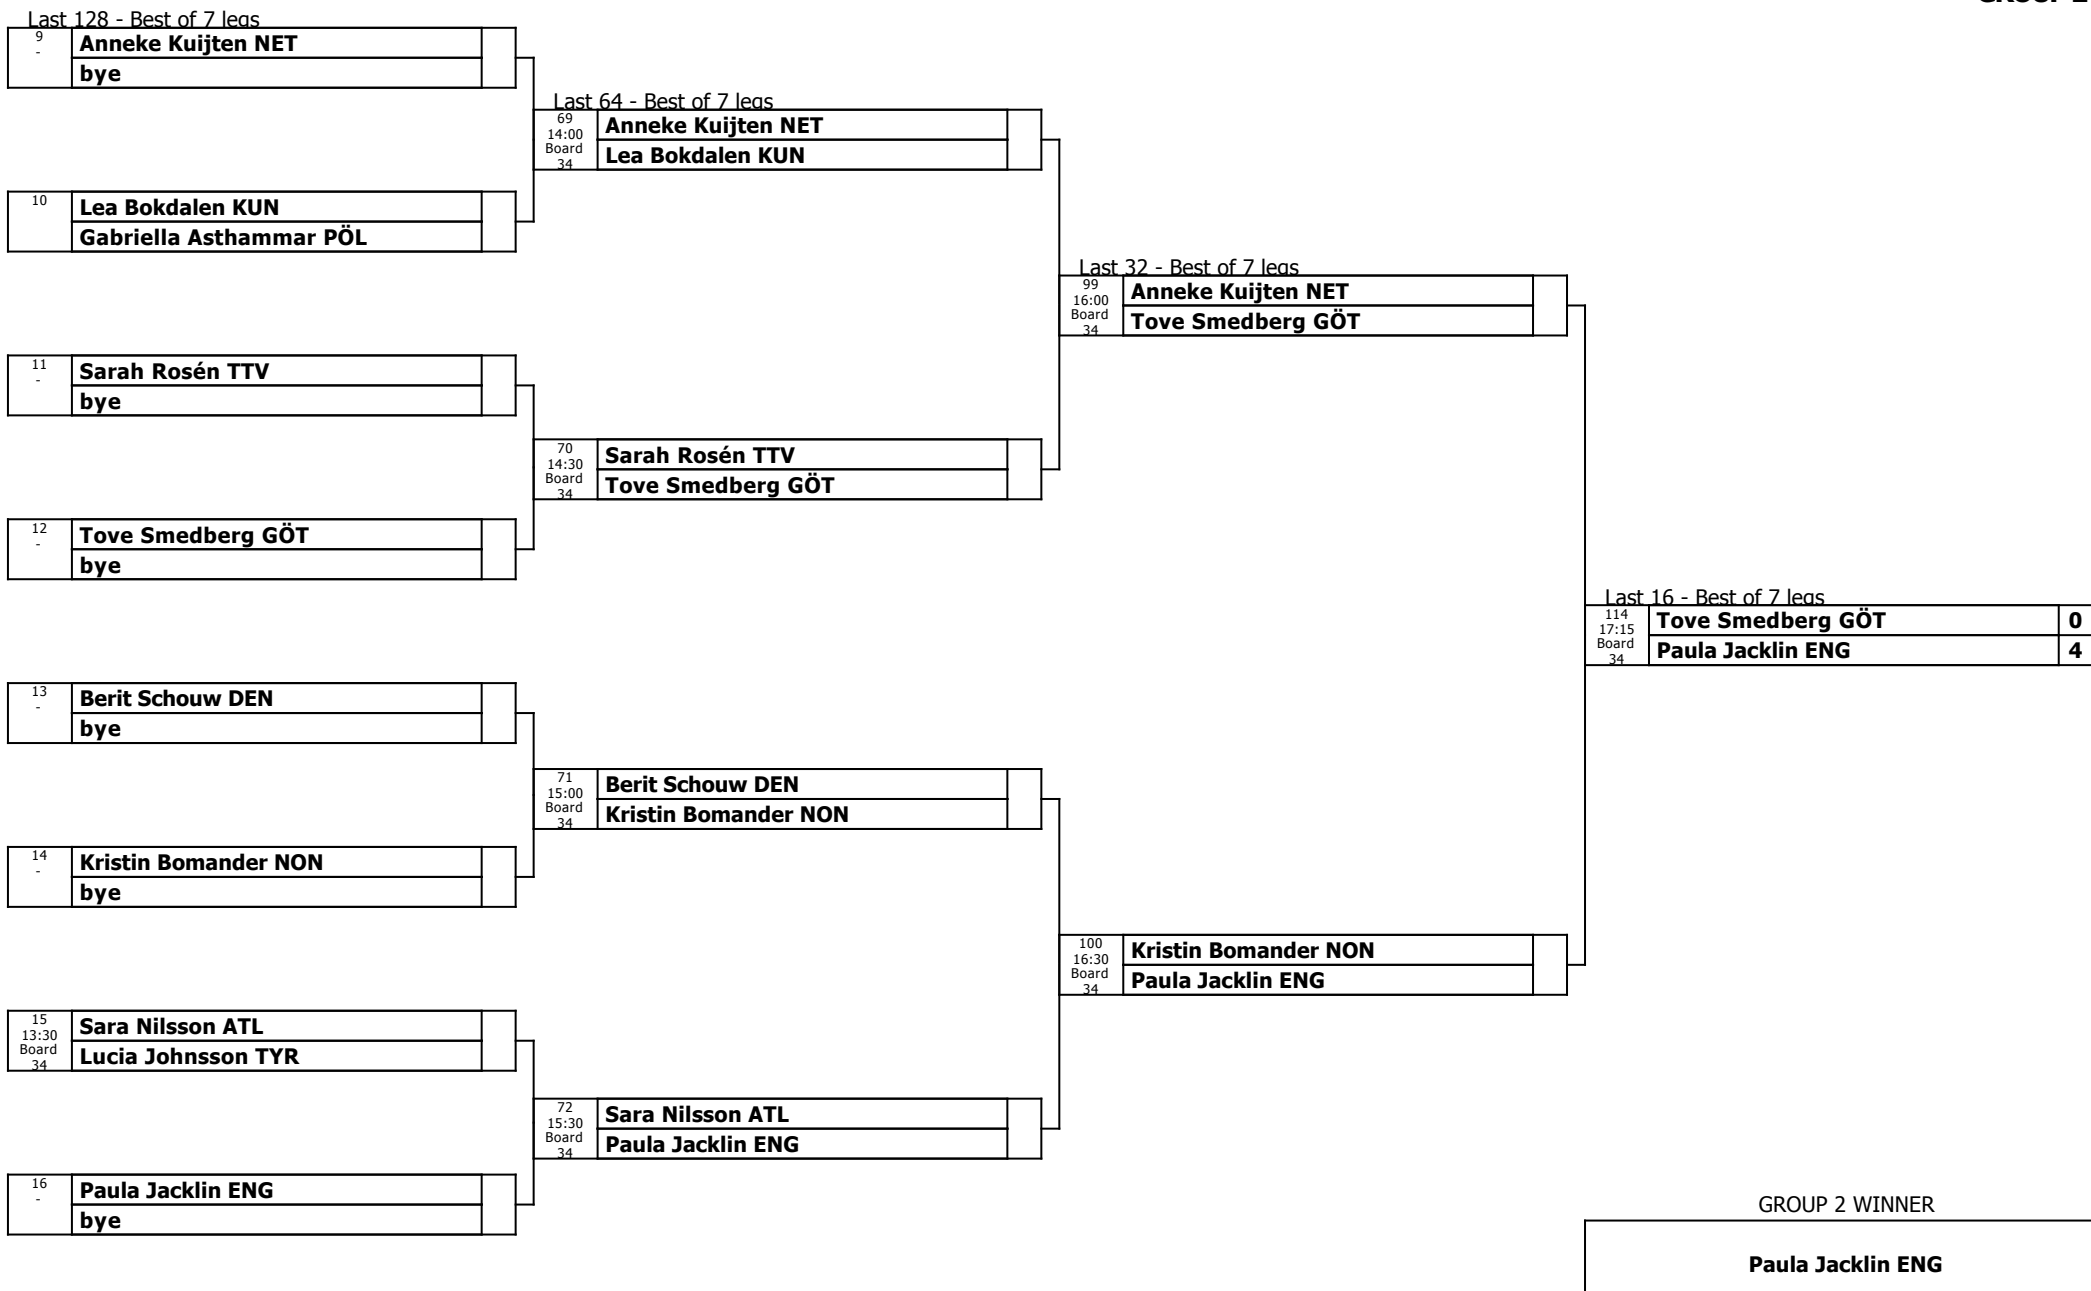 GROUP 2
Last 128 - Best of 7 legs
9
-
Anneke Kuijten NET
bye
10
Lea Bokdalen KUN
Gabriella Asthammar PÖL
11
-
Sarah Rosén TTV
bye
12
-
Tove Smedberg GÖT
bye
13
-
Berit Schouw DEN
bye
14
-
Kristin Bomander NON
bye
15
13:30
Board
34
Sara Nilsson ATL
Lucia Johnsson TYR
16
-
Paula Jacklin ENG
bye
Last 64 - Best of 7 legs
69
14:00
Board
34
Anneke Kuijten NET
Lea Bokdalen KUN
70
14:30
Board
34
Sarah Rosén TTV
Tove Smedberg GÖT
71
15:00
Board
34
Berit Schouw DEN
Kristin Bomander NON
72
15:30
Board
34
Sara Nilsson ATL
Paula Jacklin ENG
Last 32 - Best of 7 legs
99
16:00
Board
34
Anneke Kuijten NET
Tove Smedberg GÖT
100
16:30
Board
34
Kristin Bomander NON
Paula Jacklin ENG
Last 16 - Best of 7 legs
114
17:15
Board
34
Tove Smedberg GÖT 0
Paula Jacklin ENG 4
GROUP 2 WINNER
Paula Jacklin ENG